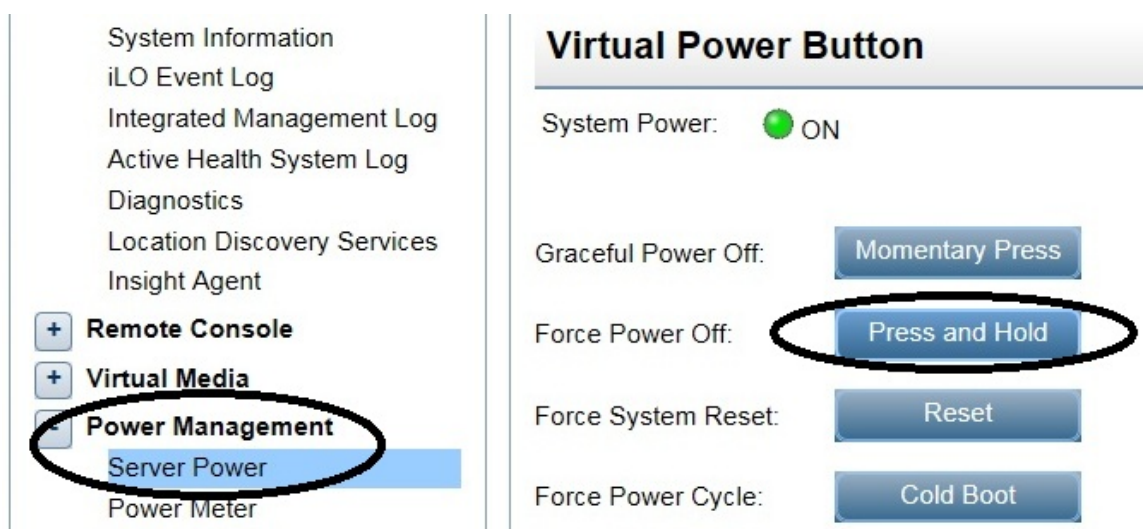 System Information
iLO Event Log
Integrated Management Log
Active Health System Log
Diagnostics
Location Discovery Services
Insight Agent
+ Remote Console
+ Virtual Media
- Power Management
Server Power
Power Meter
Virtual Power Button
System Power: ON
Graceful Power Off: Momentary Press
Force Power Off: Press and Hold
Force System Reset: Reset
Force Power Cycle: Cold Boot